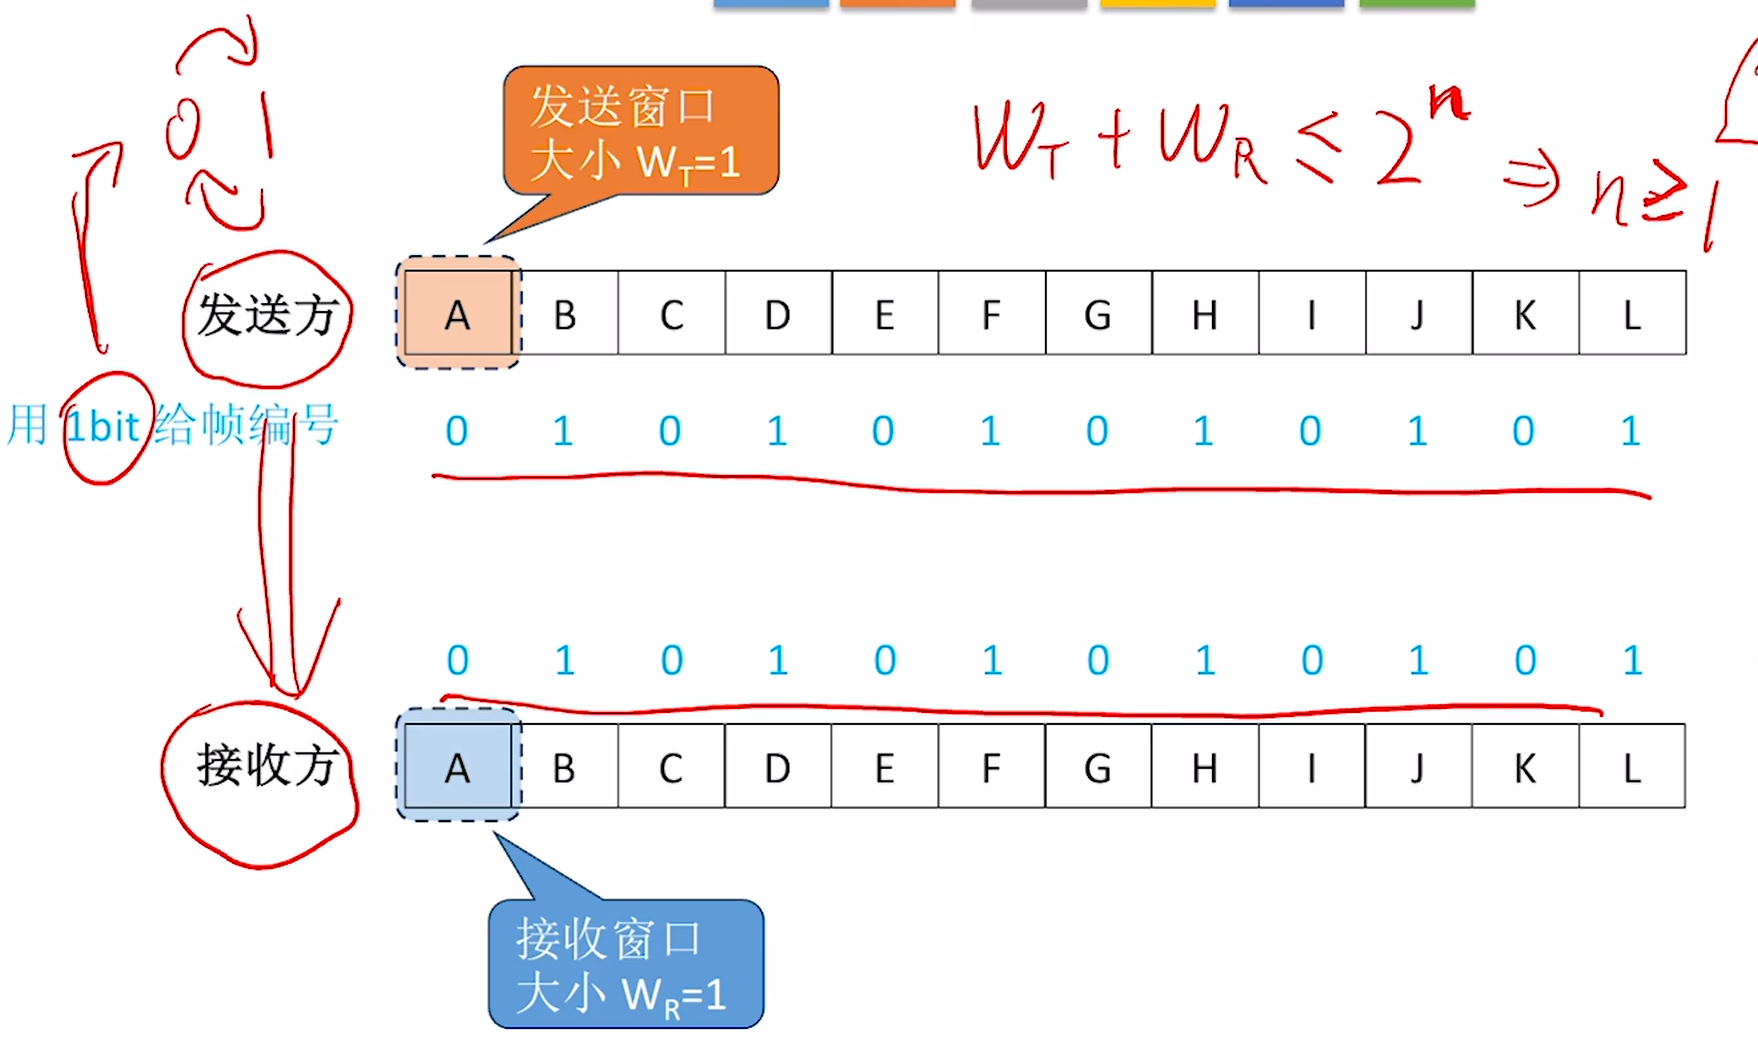 0 1
发送窗口
大小 W_T=1
W_T + W_R ≤ 2^n ⇒ n ≥ 1
发送方
A B C D E F G H I J K L
用 1bit 给帧编号
0 1 0 1 0 1 0 1 0 1 0 1
0 1 0 1 0 1 0 1 0 1 0 1
接收方
A B C D E F G H I J K L
接收窗口
大小 W_R=1